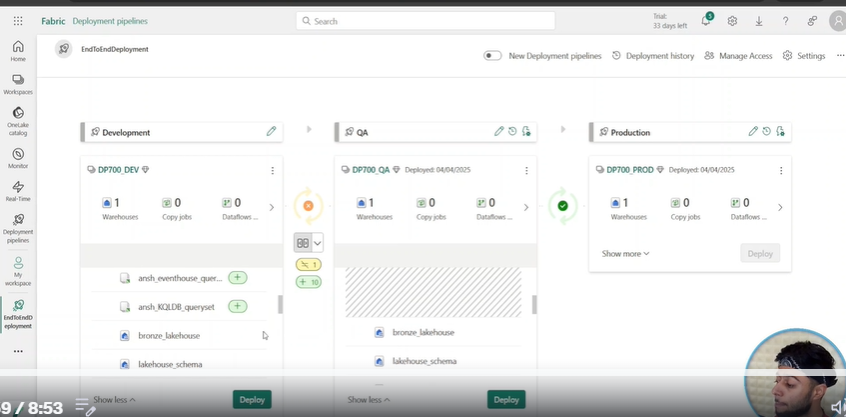 Fabric Deployment pipelines
Search
Trial:
33 days left
5
Home
Workspaces
OneLake
catalog
Monitor
Real-Time
Deployment
pipelines
My
workspace
EndToEndD
eployment
EndToEndDeployment
New Deployment pipelines
Deployment history
Manage Access
Settings
Development
DP700_DEV
1
Warehouses
0
Copy jobs
0
Dataflows ...
ansh_eventhouse_quer...
ansh_KQLDB_queryset
bronze_lakehouse
lakehouse_schema
Show less
Deploy
1
10
QA
DP700_QA
Deployed: 04/04/2025
1
Warehouses
0
Copy jobs
0
Dataflows ...
bronze_lakehouse
lakehouse_schema
Show less
Deploy
Production
DP700_PROD
Deployed: 04/04/2025
1
Warehouses
0
Copy jobs
0
Dataflows ...
Show more
Deploy
9 / 8:53